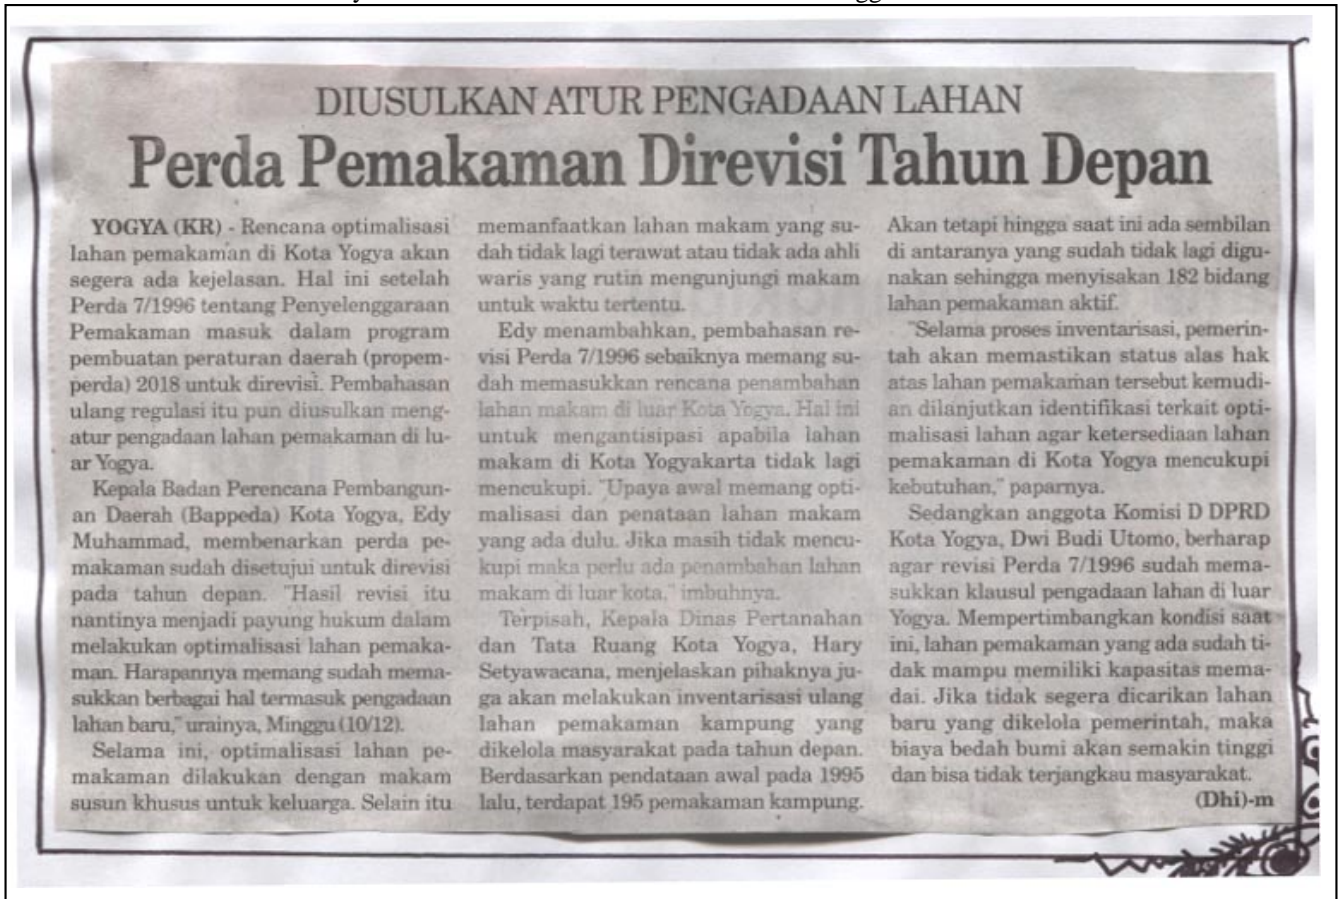 DIUSULKAN ATUR PENGADAAN LAHAN
Perda Pemakaman Direvisi Tahun Depan
YOGYA (KR) - Rencana optimalisasi
lahan pemakaman di Kota Yogya akan
segera ada kejelasan. Hal ini setelah
Perda 7/1996 tentang Penyelenggaraan
Pemakaman masuk dalam program
pembuatan peraturan daerah (propem-
perda) 2018 untuk direvisi. Pembahasan
ulang regulasi itu pun diusulkan meng-
atur pengadaan lahan pemakaman di lu-
ar Yogya.
Kepala Badan Perencana Pembangun-
an Daerah (Bappeda) Kota Yogya, Edy
Muhammad, membenarkan perda pe-
makaman sudah disetujui untuk direvisi
pada tahun depan. "Hasil revisi itu
nantinya menjadi payung hukum dalam
melakukan optimalisasi lahan pemaka-
man. Harapannya memang sudah mema-
sukkan berbagai hal termasuk pengadaan
lahan baru," urainya, Minggu (10/12).
Selama ini, optimalisasi lahan pe-
makaman dilakukan dengan makam
susun khusus untuk keluarga. Selain itu
memanfaatkan lahan makam yang su-
dah tidak lagi terawat atau tidak ada ahli
waris yang rutin mengunjungi makam
untuk waktu tertentu.
Edy menambahkan, pembahasan re-
visi Perda 7/1996 sebaiknya memang su-
dah memasukkan rencana penambahan
lahan makam di luar Kota Yogya. Hal ini
untuk mengantisipasi apabila lahan
makam di Kota Yogyakarta tidak lagi
mencukupi. "Upaya awal memang opti-
malisasi dan penataan lahan makam
yang ada dulu. Jika masih tidak mencu-
kupi maka perlu ada penambahan lahan
makam di luar kota," imbuhnya.
Terpisah, Kepala Dinas Pertanahan
dan Tata Ruang Kota Yogya, Hary
Setyawacana, menjelaskan pihaknya ju-
ga akan melakukan inventarisasi ulang
lahan pemakaman kampung yang
dikelola masyarakat pada tahun depan.
Berdasarkan pendataan awal pada 1995
lalu, terdapat 195 pemakaman kampung.
Akan tetapi hingga saat ini ada sembilan
di antaranya yang sudah tidak lagi digu-
nakan sehingga menyisakan 182 bidang
lahan pemakaman aktif.
"Selama proses inventarisasi, pemerin-
tah akan memastikan status alas hak
atas lahan pemakaman tersebut kemudi-
an dilanjutkan identifikasi terkait opti-
malisasi lahan agar ketersediaan lahan
pemakaman di Kota Yogya mencukupi
kebutuhan," paparnya.
Sedangkan anggota Komisi D DPRD
Kota Yogya, Dwi Budi Utomo, berharap
agar revisi Perda 7/1996 sudah mema-
sukkan klausul pengadaan lahan di luar
Yogya. Mempertimbangkan kondisi saat
ini, lahan pemakaman yang ada sudah ti-
dak mampu memiliki kapasitas mema-
dai. Jika tidak segera dicarikan lahan
baru yang dikelola pemerintah, maka
biaya bedah bumi akan semakin tinggi
dan bisa tidak terjangkau masyarakat.
(Dhi)-m